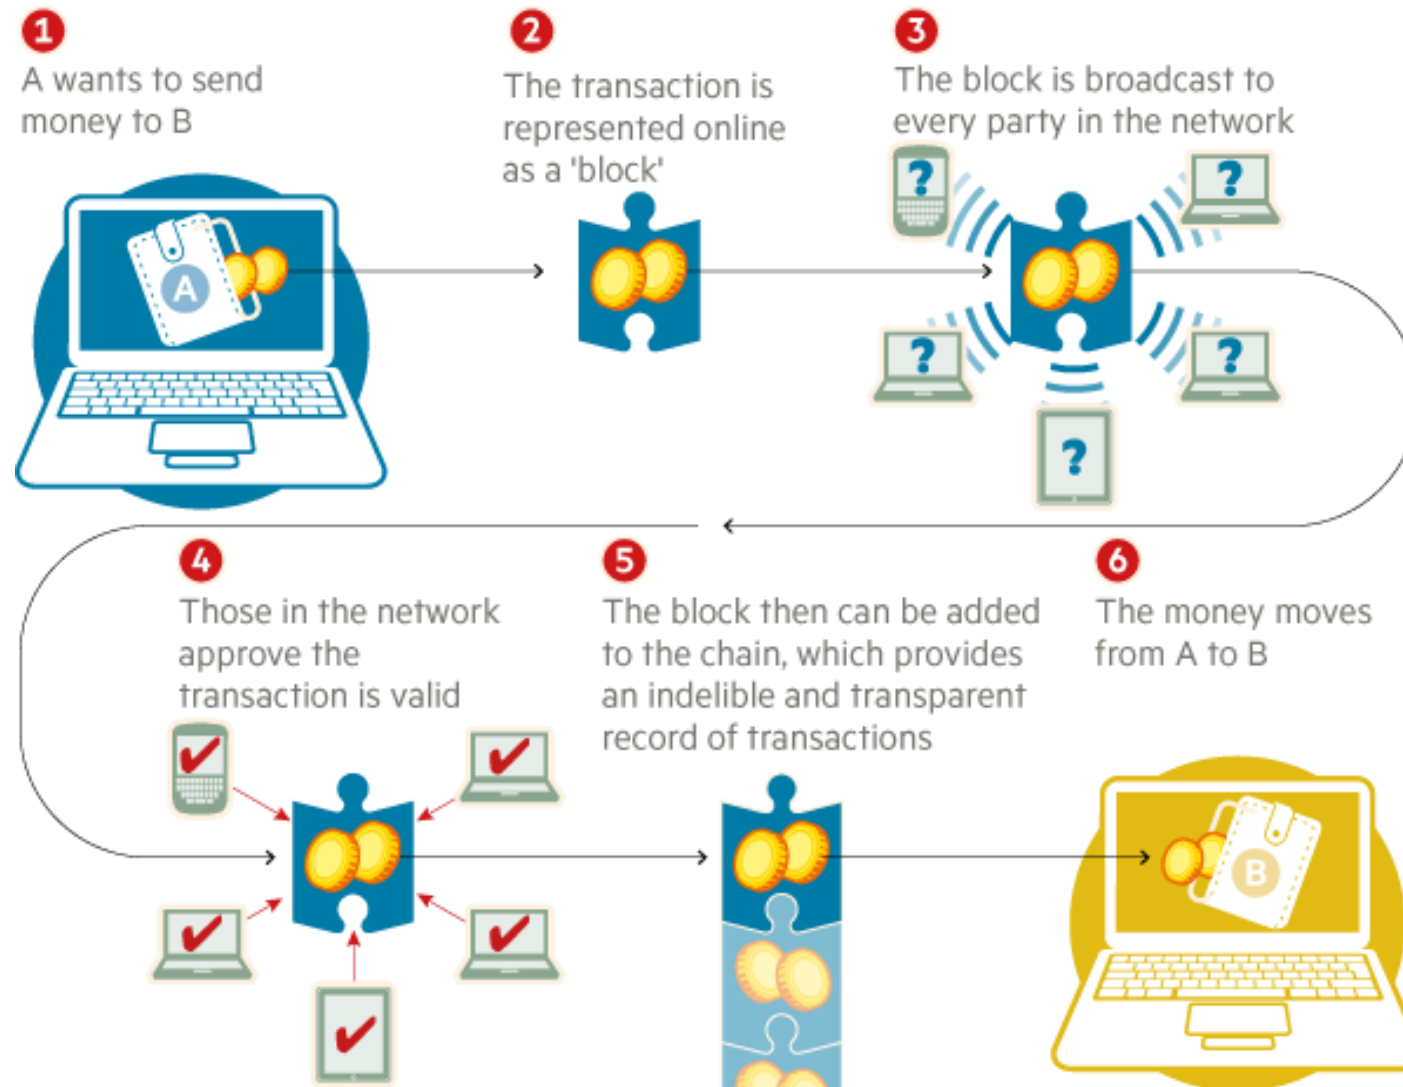 1
A wants to send
money to B
A
2
The transaction is
represented online
as a 'block'
3
The block is broadcast to
every party in the network
?
?
?
?
?
4
Those in the network
approve the
transaction is valid
5
The block then can be added
to the chain, which provides
an indelible and transparent
record of transactions
6
The money moves
from A to B
B